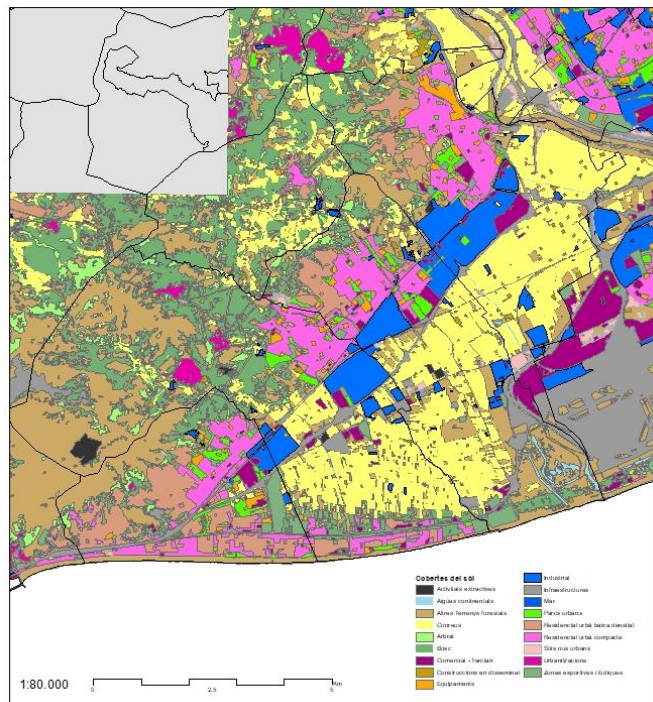 Cobertes del sòl
Activitats extractives
Aigües continentals
Altres Terrenys forestals
Conreus
Arbrat
Bosc
Comercial - Terciari
Construccions en disseminat
Equipaments
Industrial
Infraestructures
Mar
Parcs urbans
Residencial urbà baixa densitat
Residencial urbà compacte
Sòls nus urbans
Urbanitzacions
Zones esportives i lúdiques
1:80.000
0 2,5 5
Km